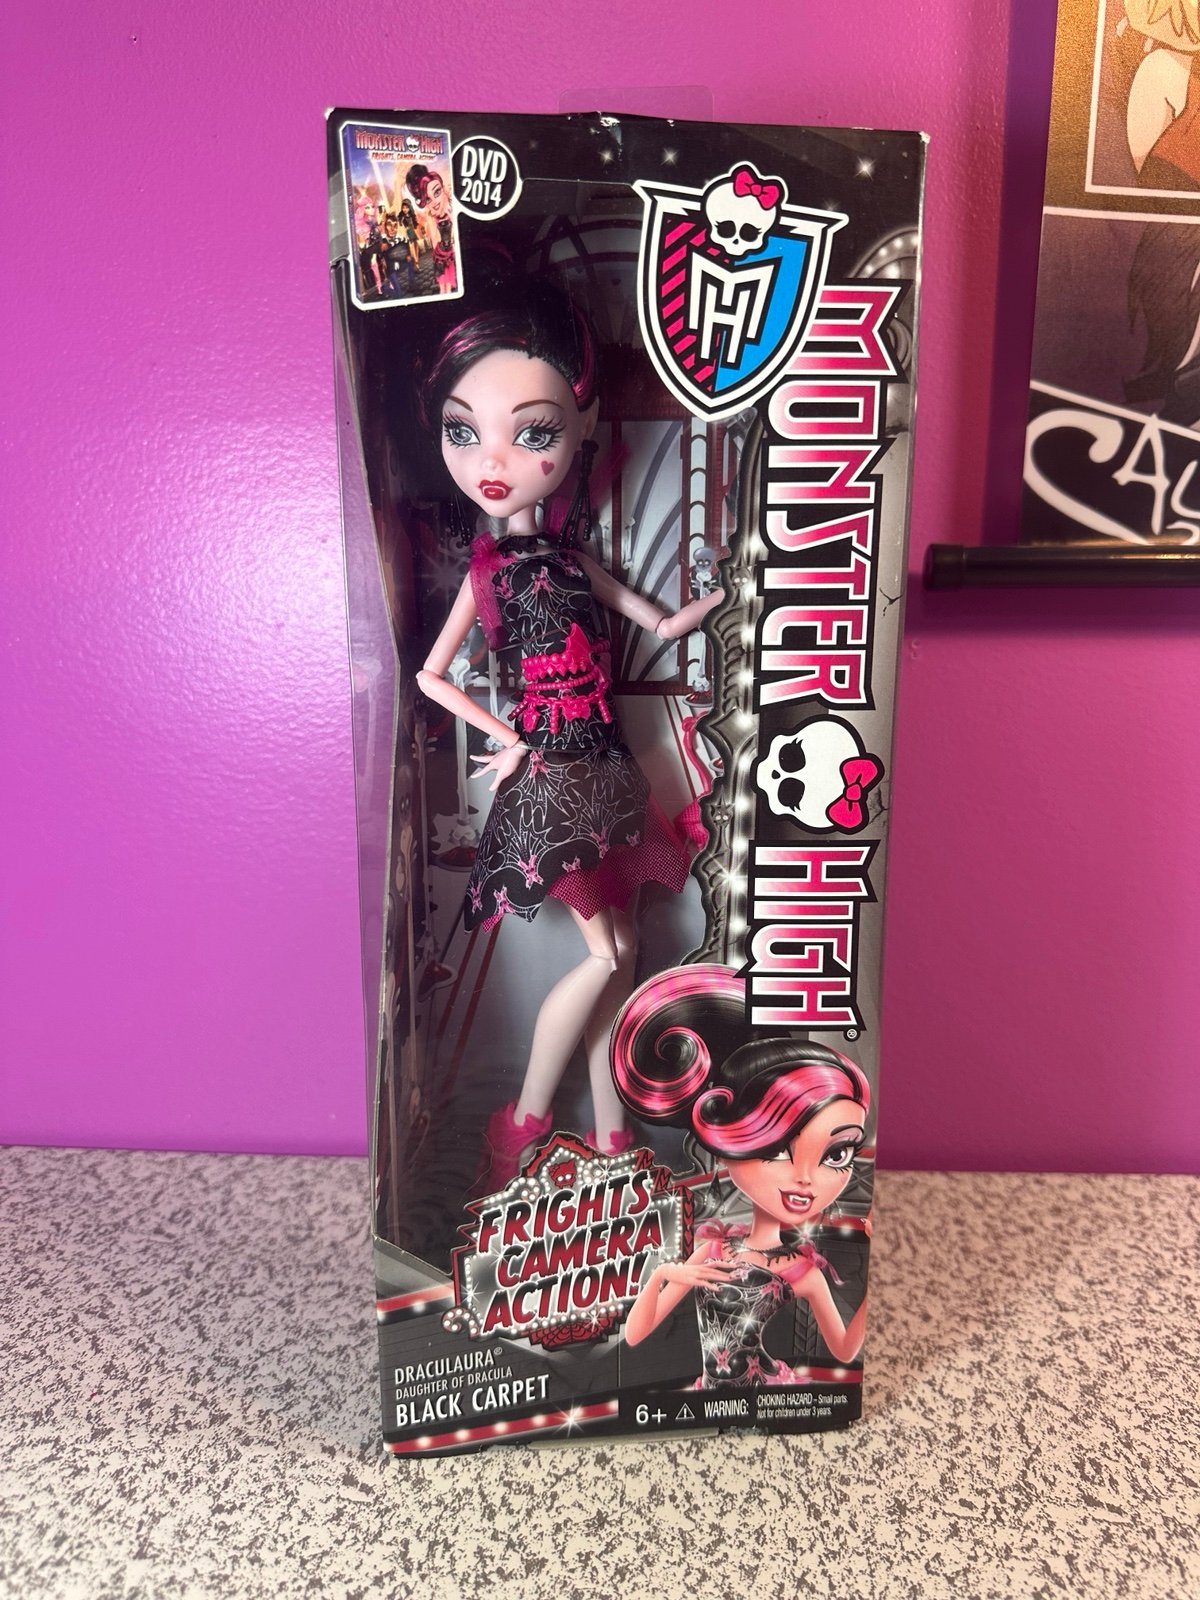 MONSTER HIGH
FRIGHTS, CAMERA, ACTION!
DVD
2014
MH
MONSTER HIGH®
FRIGHTS
CAMERA
ACTION!
DRACULAURA®
DAUGHTER OF DRACULA
BLACK CARPET
6+ WARNING: CHOKING HAZARD – Small parts.
Not for children under 3 years.